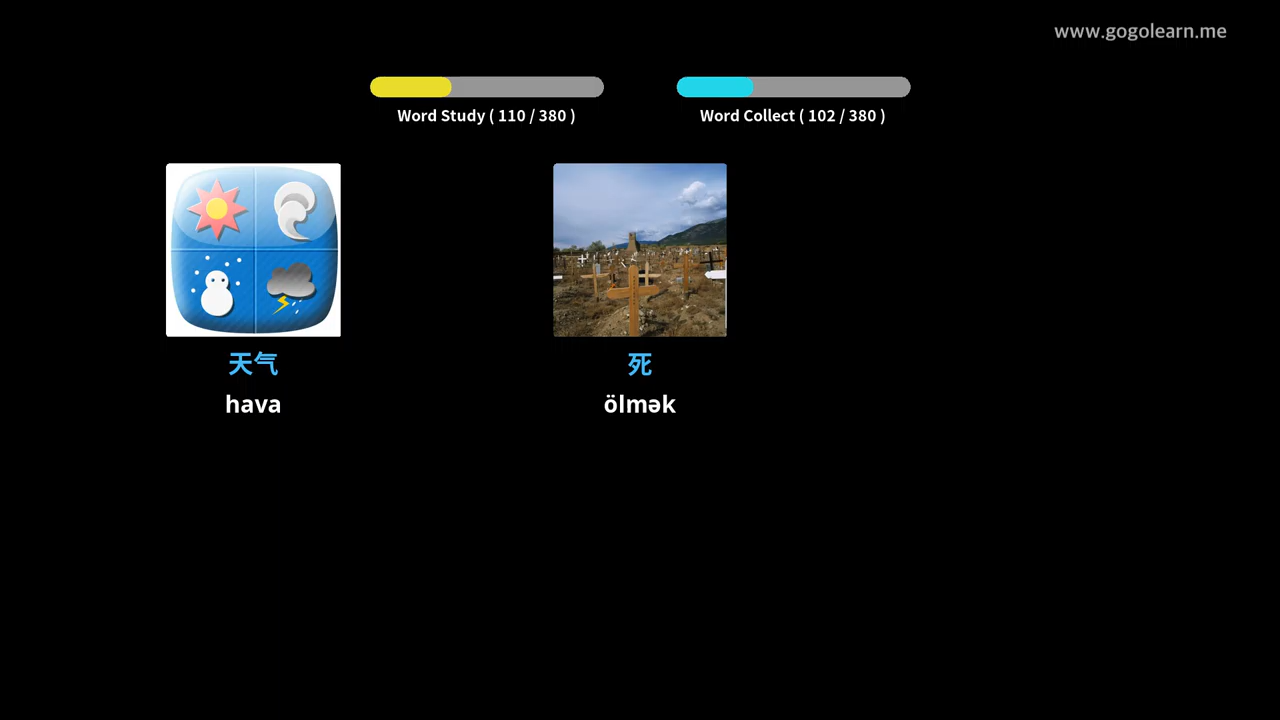 www.gogolearn.me
Word Study ( 110 / 380 )
Word Collect ( 102 / 380 )
天气
死
hava
ölmək